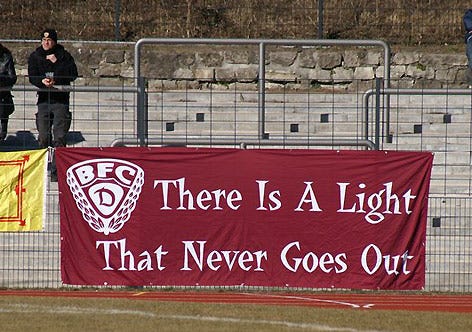 BFC
D
There Is A Light
That Never Goes Out